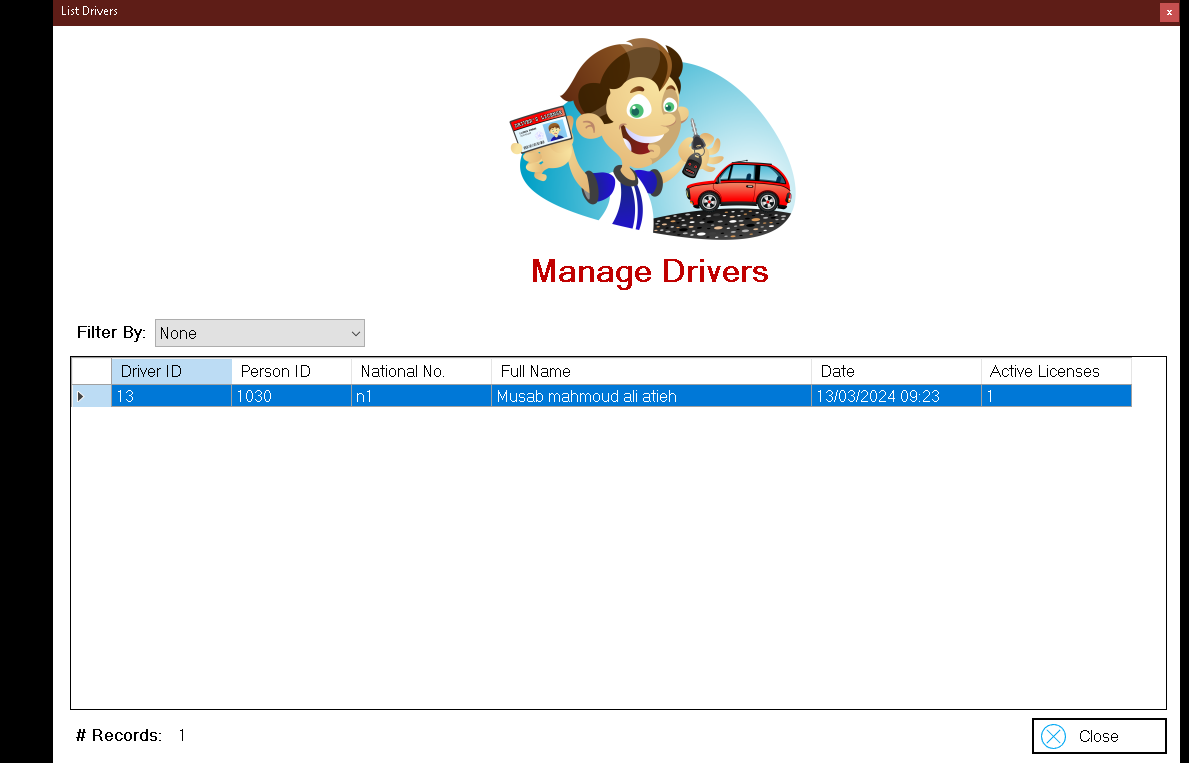 List Drivers
x
DRIVER'S LICENSE
Manage Drivers
Filter By: None
Driver ID Person ID National No. Full Name Date Active Licenses
13 1030 n1 Musab mahmoud ali atieh 13/03/2024 09:23 1
# Records: 1
Close